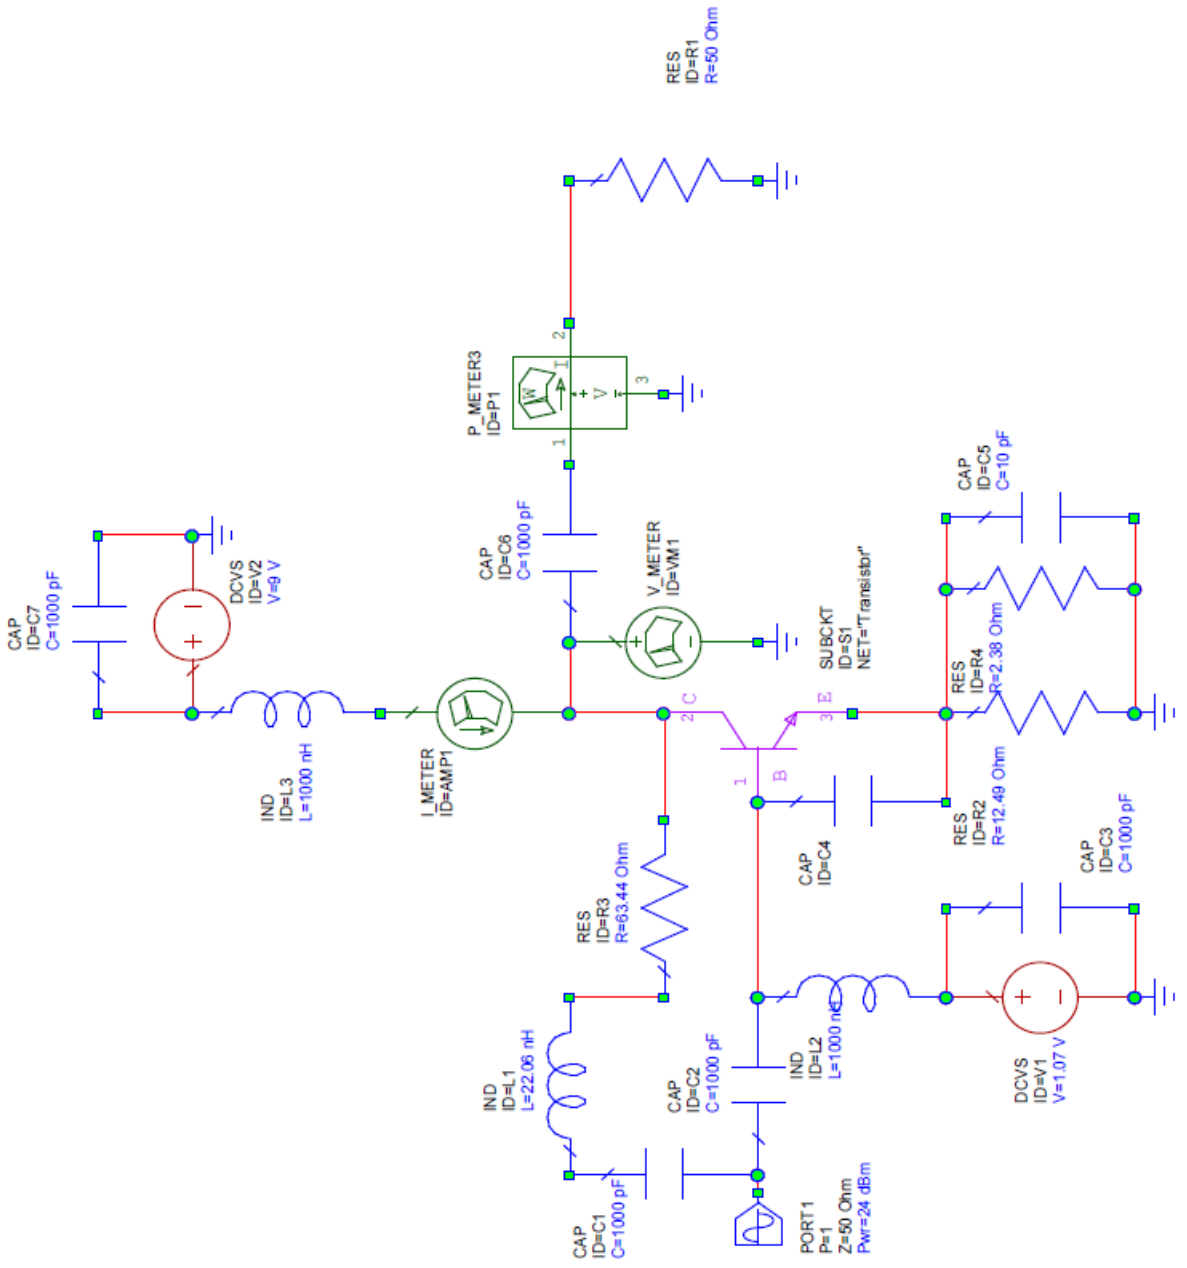 CAP
ID=C7
C=1000 pF
DCVS
ID=V2
V=9 V
IND
ID=L3
L=1000 nH
I_METER
ID=AMP1
RES
ID=R1
R=50 Ohm
P_METER3
ID=P1
1
2
3
W
I
V
CAP
ID=C6
C=1000 pF
V_METER
ID=VM1
SUBCKT
ID=S1
NET="Transistor"
2
C
1
B
3
E
RES
ID=R3
R=63.44 Ohm
IND
ID=L1
L=22.06 nH
CAP
ID=C1
C=1000 pF
CAP
ID=C2
C=1000 pF
PORT1
P=1
Z=50 Ohm
Pwr=24 dBm
IND
ID=L2
L=1000 nH
CAP
ID=C4
DCVS
ID=V1
V=1.07 V
CAP
ID=C3
C=1000 pF
RES
ID=R2
R=12.49 Ohm
RES
ID=R4
R=2.38 Ohm
CAP
ID=C5
C=10 pF